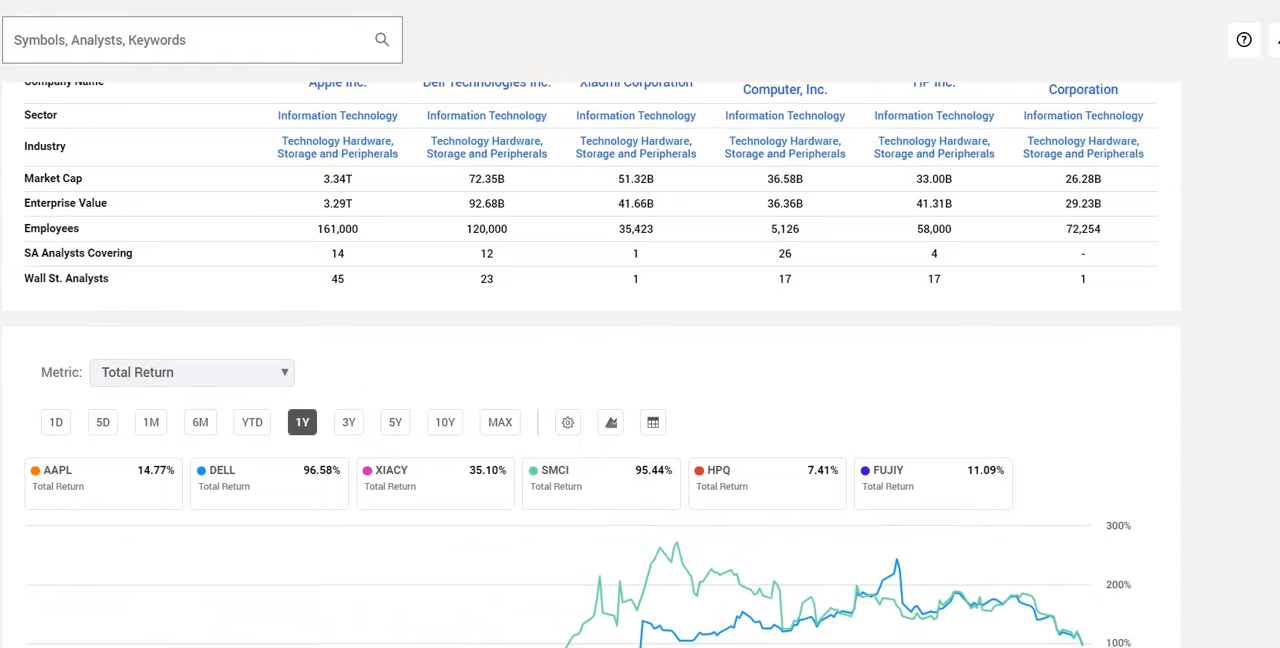 Symbols, Analysts, Keywords
Company Name Apple Inc. Dell Technologies Inc. Xiaomi Corporation Computer, Inc. HP Inc. Corporation
Sector Information Technology Information Technology Information Technology Information Technology Information Technology Information Technology
Industry Technology Hardware, Storage and Peripherals Technology Hardware, Storage and Peripherals Technology Hardware, Storage and Peripherals Technology Hardware, Storage and Peripherals Technology Hardware, Storage and Peripherals Technology Hardware, Storage and Peripherals
Market Cap 3.34T 72.35B 51.32B 36.58B 33.00B 26.28B
Enterprise Value 3.29T 92.68B 41.66B 36.36B 41.31B 29.23B
Employees 161,000 120,000 35,423 5,126 58,000 72,254
SA Analysts Covering 14 12 1 26 4 -
Wall St. Analysts 45 23 1 17 17 1
Metric: Total Return
1D 5D 1M 6M YTD 1Y 3Y 5Y 10Y MAX
AAPL 14.77% DELL 96.58% XIACY 35.10% SMCI 95.44% HPQ 7.41% FUJIY 11.09%
Total Return Total Return Total Return Total Return Total Return Total Return
300%
200%
100%